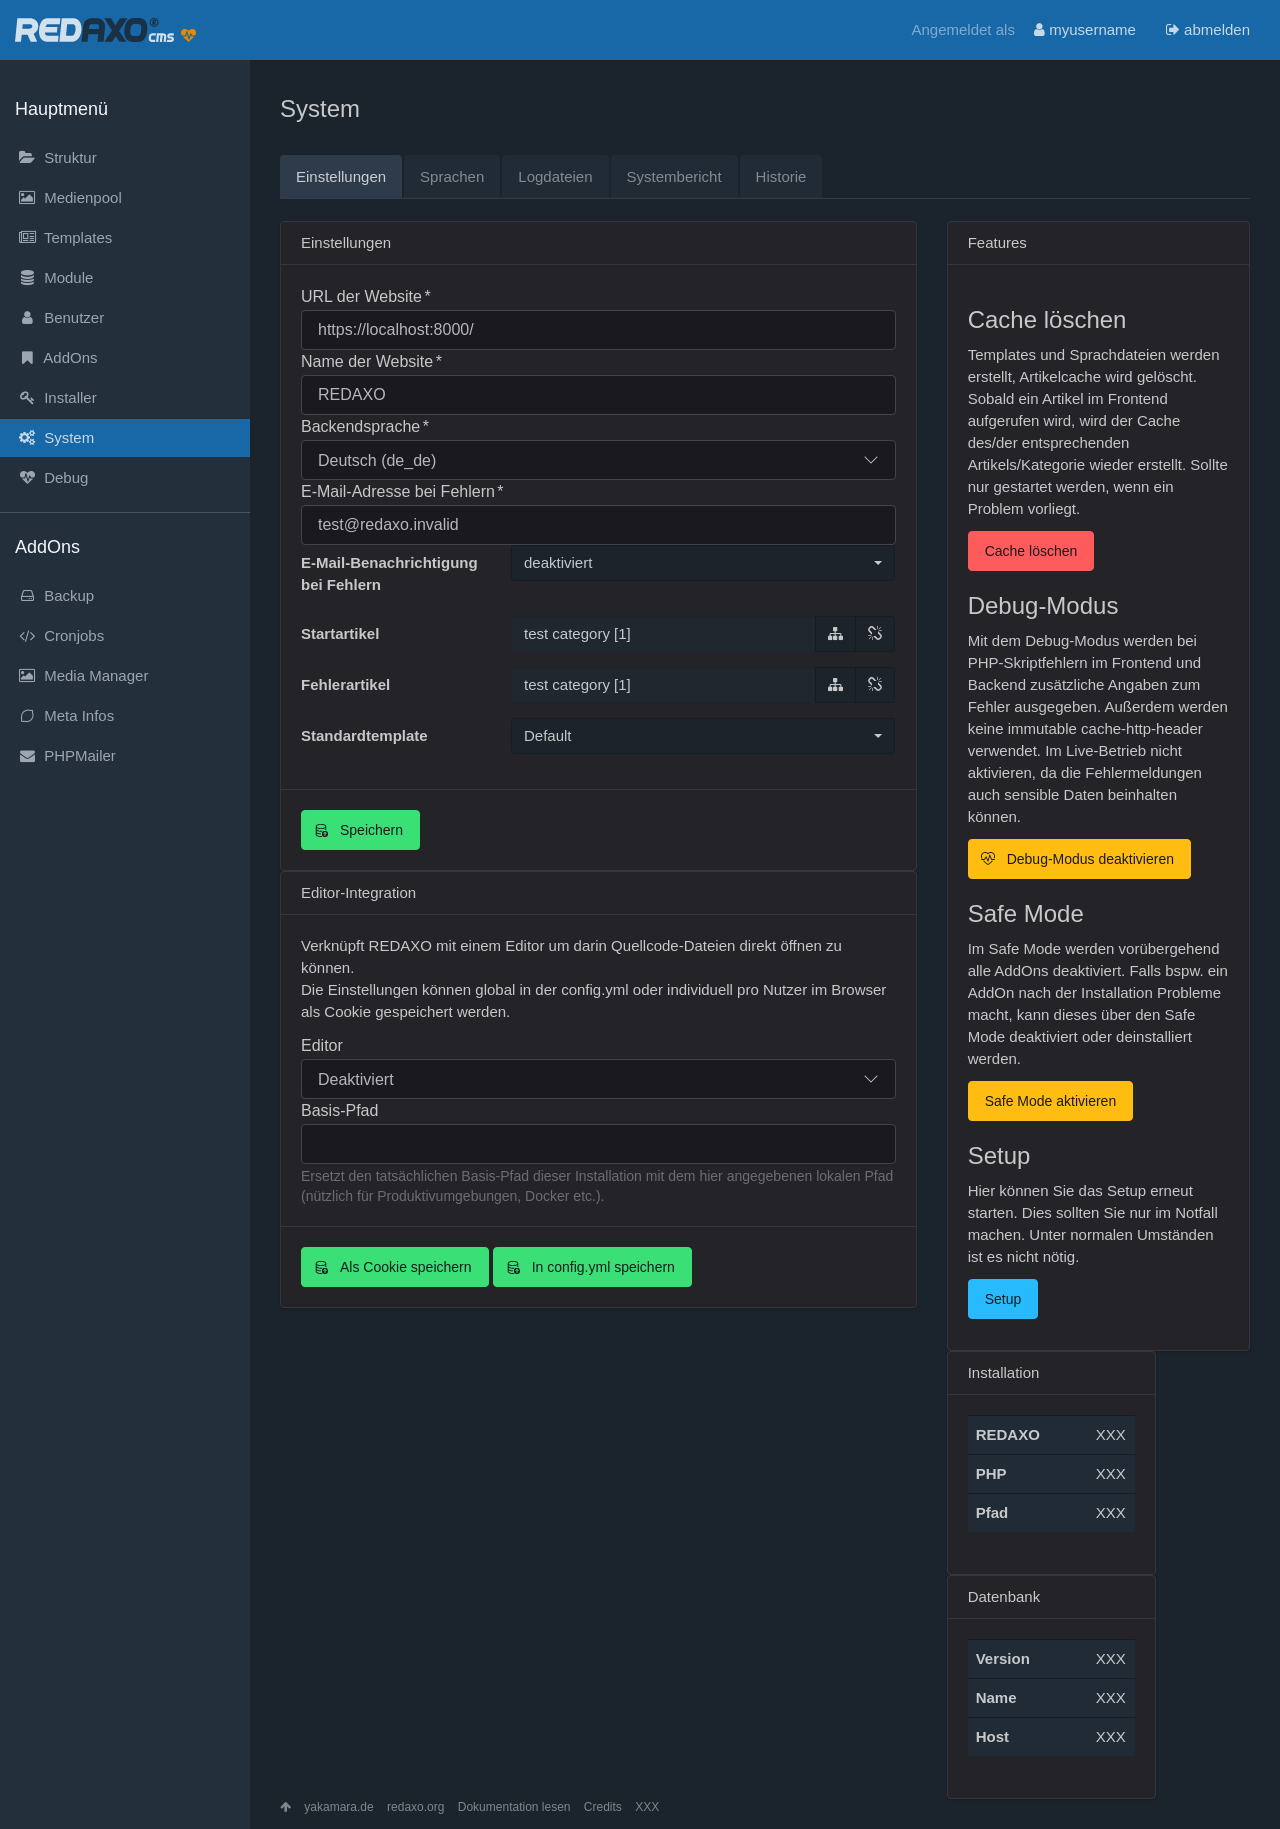 REDAXO® cms
Angemeldet als myusername abmelden
Hauptmenü
Struktur
Medienpool
Templates
Module
Benutzer
AddOns
Installer
System
Debug
AddOns
Backup
Cronjobs
Media Manager
Meta Infos
PHPMailer
System
Einstellungen Sprachen Logdateien Systembericht Historie
Einstellungen
URL der Website *
https://localhost:8000/
Name der Website *
REDAXO
Backendsprache *
Deutsch (de_de)
E-Mail-Adresse bei Fehlern *
test@redaxo.invalid
E-Mail-Benachrichtigung
bei Fehlern
deaktiviert
Startartikel
test category [1]
Fehlerartikel
test category [1]
Standardtemplate
Default
Speichern
Editor-Integration
Verknüpft REDAXO mit einem Editor um darin Quellcode-Dateien direkt öffnen zu
können.
Die Einstellungen können global in der config.yml oder individuell pro Nutzer im Browser
als Cookie gespeichert werden.
Editor
Deaktiviert
Basis-Pfad
Ersetzt den tatsächlichen Basis-Pfad dieser Installation mit dem hier angegebenen lokalen Pfad
(nützlich für Produktivumgebungen, Docker etc.).
Als Cookie speichern In config.yml speichern
Features
Cache löschen
Templates und Sprachdateien werden
erstellt, Artikelcache wird gelöscht.
Sobald ein Artikel im Frontend
aufgerufen wird, wird der Cache
des/der entsprechenden
Artikels/Kategorie wieder erstellt. Sollte
nur gestartet werden, wenn ein
Problem vorliegt.
Cache löschen
Debug-Modus
Mit dem Debug-Modus werden bei
PHP-Skriptfehlern im Frontend und
Backend zusätzliche Angaben zum
Fehler ausgegeben. Außerdem werden
keine immutable cache-http-header
verwendet. Im Live-Betrieb nicht
aktivieren, da die Fehlermeldungen
auch sensible Daten beinhalten
können.
Debug-Modus deaktivieren
Safe Mode
Im Safe Mode werden vorübergehend
alle AddOns deaktiviert. Falls bspw. ein
AddOn nach der Installation Probleme
macht, kann dieses über den Safe
Mode deaktiviert oder deinstalliert
werden.
Safe Mode aktivieren
Setup
Hier können Sie das Setup erneut
starten. Dies sollten Sie nur im Notfall
machen. Unter normalen Umständen
ist es nicht nötig.
Setup
Installation
REDAXO XXX
PHP XXX
Pfad XXX
Datenbank
Version XXX
Name XXX
Host XXX
yakamara.de redaxo.org Dokumentation lesen Credits XXX